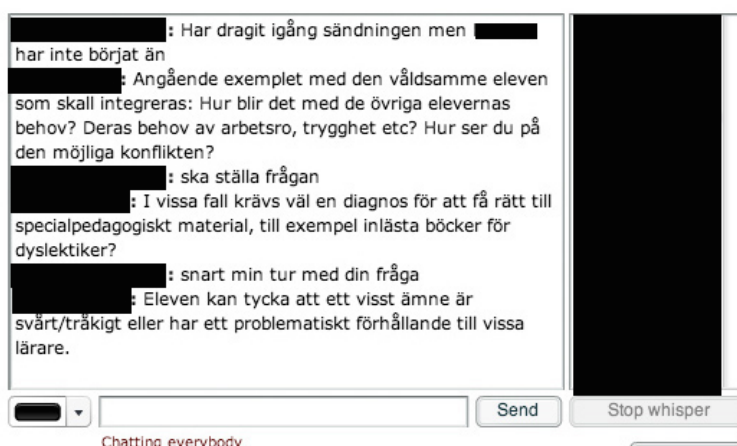 : Har dragit igång sändningen men
har inte börjat än
: Angående exemplet med den våldsamme eleven
som skall integreras: Hur blir det med de övriga elevernas
behov? Deras behov av arbetsro, trygghet etc? Hur ser du på
den möjliga konflikten?
: ska ställa frågan
: I vissa fall krävs väl en diagnos för att få rätt till
specialpedagogiskt material, till exempel inlästa böcker för
dyslektiker?
: snart min tur med din fråga
: Eleven kan tycka att ett visst ämne är
svårt/tråkigt eller har ett problematiskt förhållande till vissa
lärare.
Send
Stop whisper
Chatting everybody